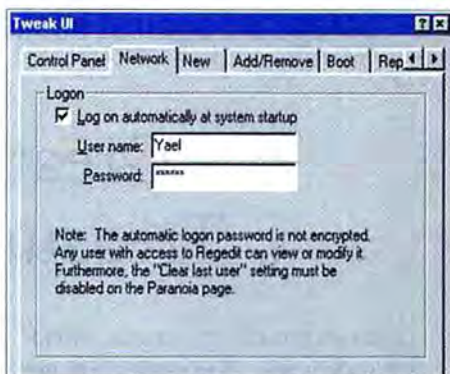 Tweak UI
Control Panel Network New Add/Remove Boot Rep
Logon
Log on automatically at system startup
User name: Yael
Password: ******
Note: The automatic logon password is not encrypted.
Any user with access to Regedit can view or modify it.
Furthermore, the "Clear last user" setting must be
disabled on the Paranoia page.